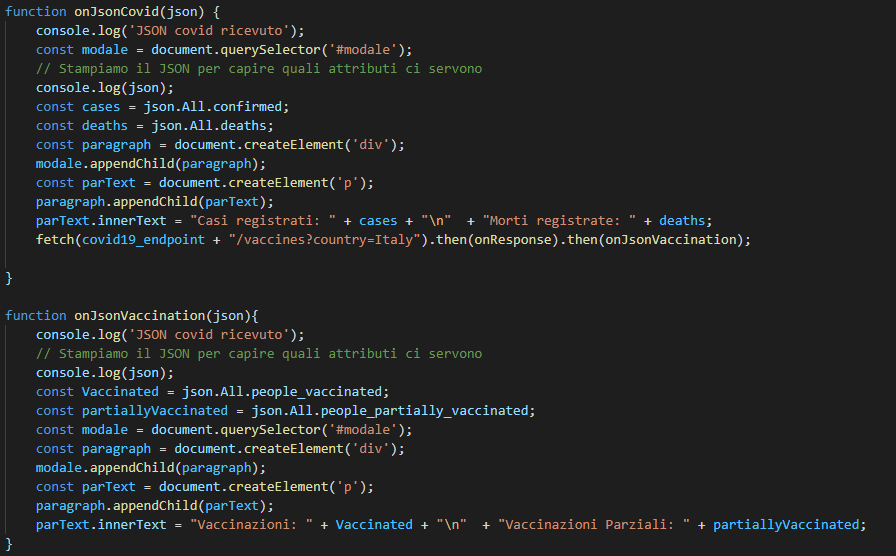 function onJsonCovid(json) {
    console.log('JSON covid ricevuto');
    const modale = document.querySelector('#modale');
    // Stampiamo il JSON per capire quali attributi ci servono
    console.log(json);
    const cases = json.All.confirmed;
    const deaths = json.All.deaths;
    const paragraph = document.createElement('div');
    modale.appendChild(paragraph);
    const parText = document.createElement('p');
    paragraph.appendChild(parText);
    parText.innerText = "Casi registrati: " + cases + "\n"  + "Morti registrate: " + deaths;
    fetch(covid19_endpoint + "/vaccines?country=Italy").then(onResponse).then(onJsonVaccination);
}
function onJsonVaccination(json){
    console.log('JSON covid ricevuto');
    // Stampiamo il JSON per capire quali attributi ci servono
    console.log(json);
    const Vaccinated = json.All.people_vaccinated;
    const partiallyVaccinated = json.All.people_partially_vaccinated;
    const modale = document.querySelector('#modale');
    const paragraph = document.createElement('div');
    modale.appendChild(paragraph);
    const parText = document.createElement('p');
    paragraph.appendChild(parText);
    parText.innerText = "Vaccinazioni: " + Vaccinated + "\n"  + "Vaccinazioni Parziali: " + partiallyVaccinated;
}